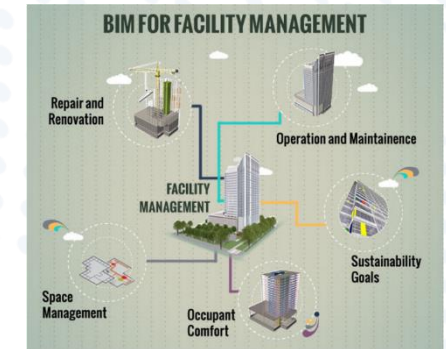 BIM FOR FACILITY MANAGEMENT
Repair and
Renovation
Operation and Maintainence
FACILITY
MANAGEMENT
Sustainability
Goals
Space
Management
Occupant
Comfort